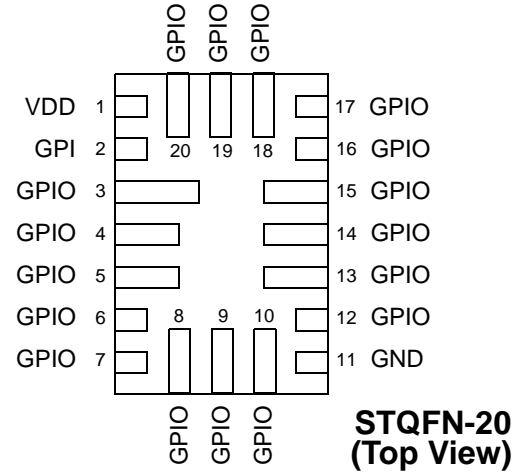 GPIO GPIO GPIO
VDD 1 17 GPIO
GPI 2 20 19 18 16 GPIO
GPIO 3 15 GPIO
GPIO 4 14 GPIO
GPIO 5 13 GPIO
GPIO 6 8 9 10 12 GPIO
GPIO 7 11 GND
GPIO GPIO GPIO
STQFN-20
(Top View)